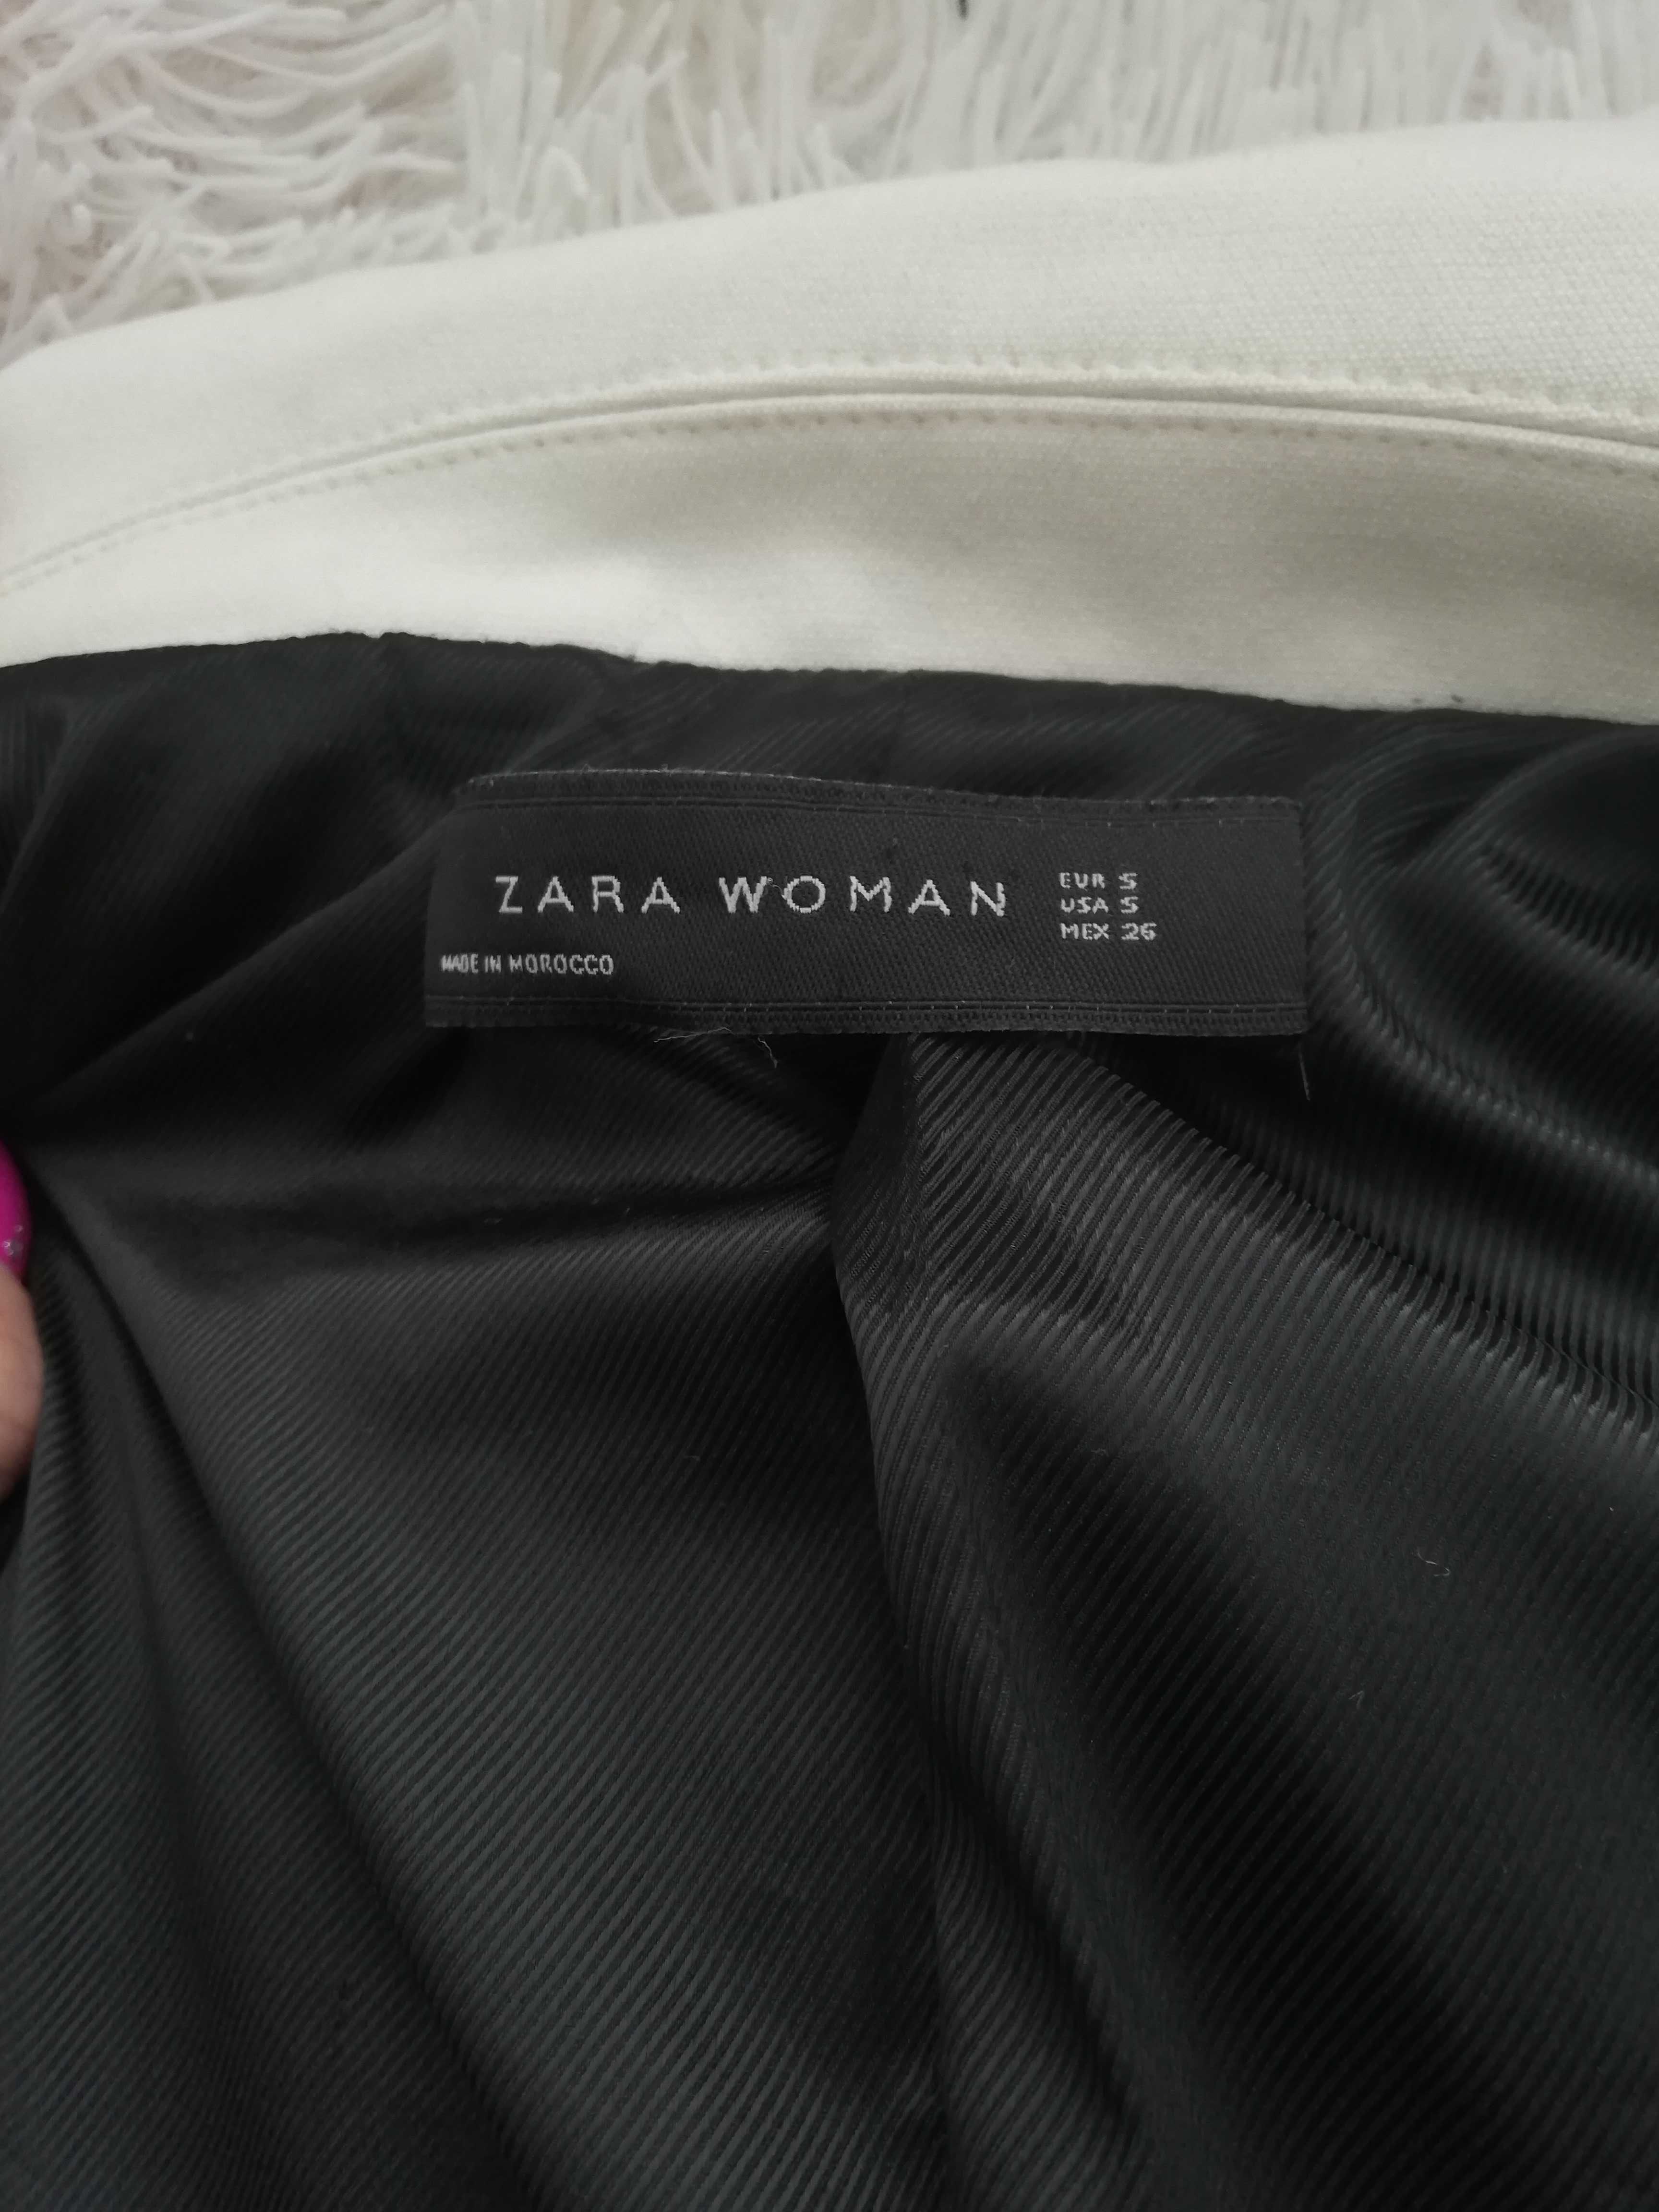 ZARA WOMAN
EUR S
USA S
MEX 26
MADE IN MOROCCO